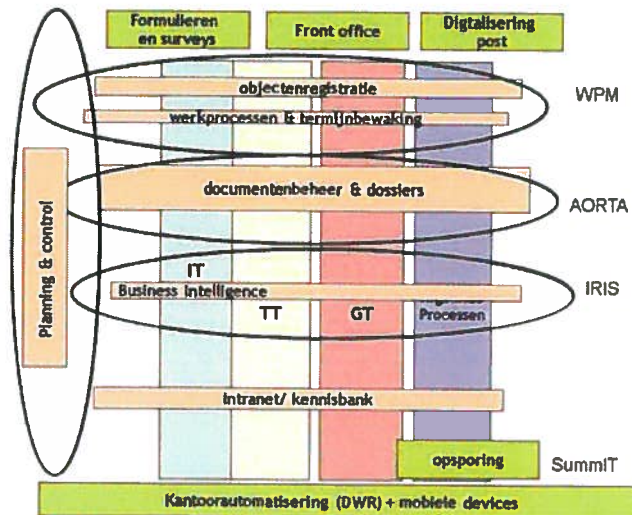 Formulieren
en surveys
Front office
Digtalisering
post
objectenregistratie
WPM
werkprocessen & termijnbewaking
documentenbeheer & dossiers
AORTA
Planning & control
IT
IRIS
Business Intelligence
TT
GT
Processen
intranet/ kennisbank
opsporing
SummIT
Kantoorautomatisering (DWR) + mobiele devices